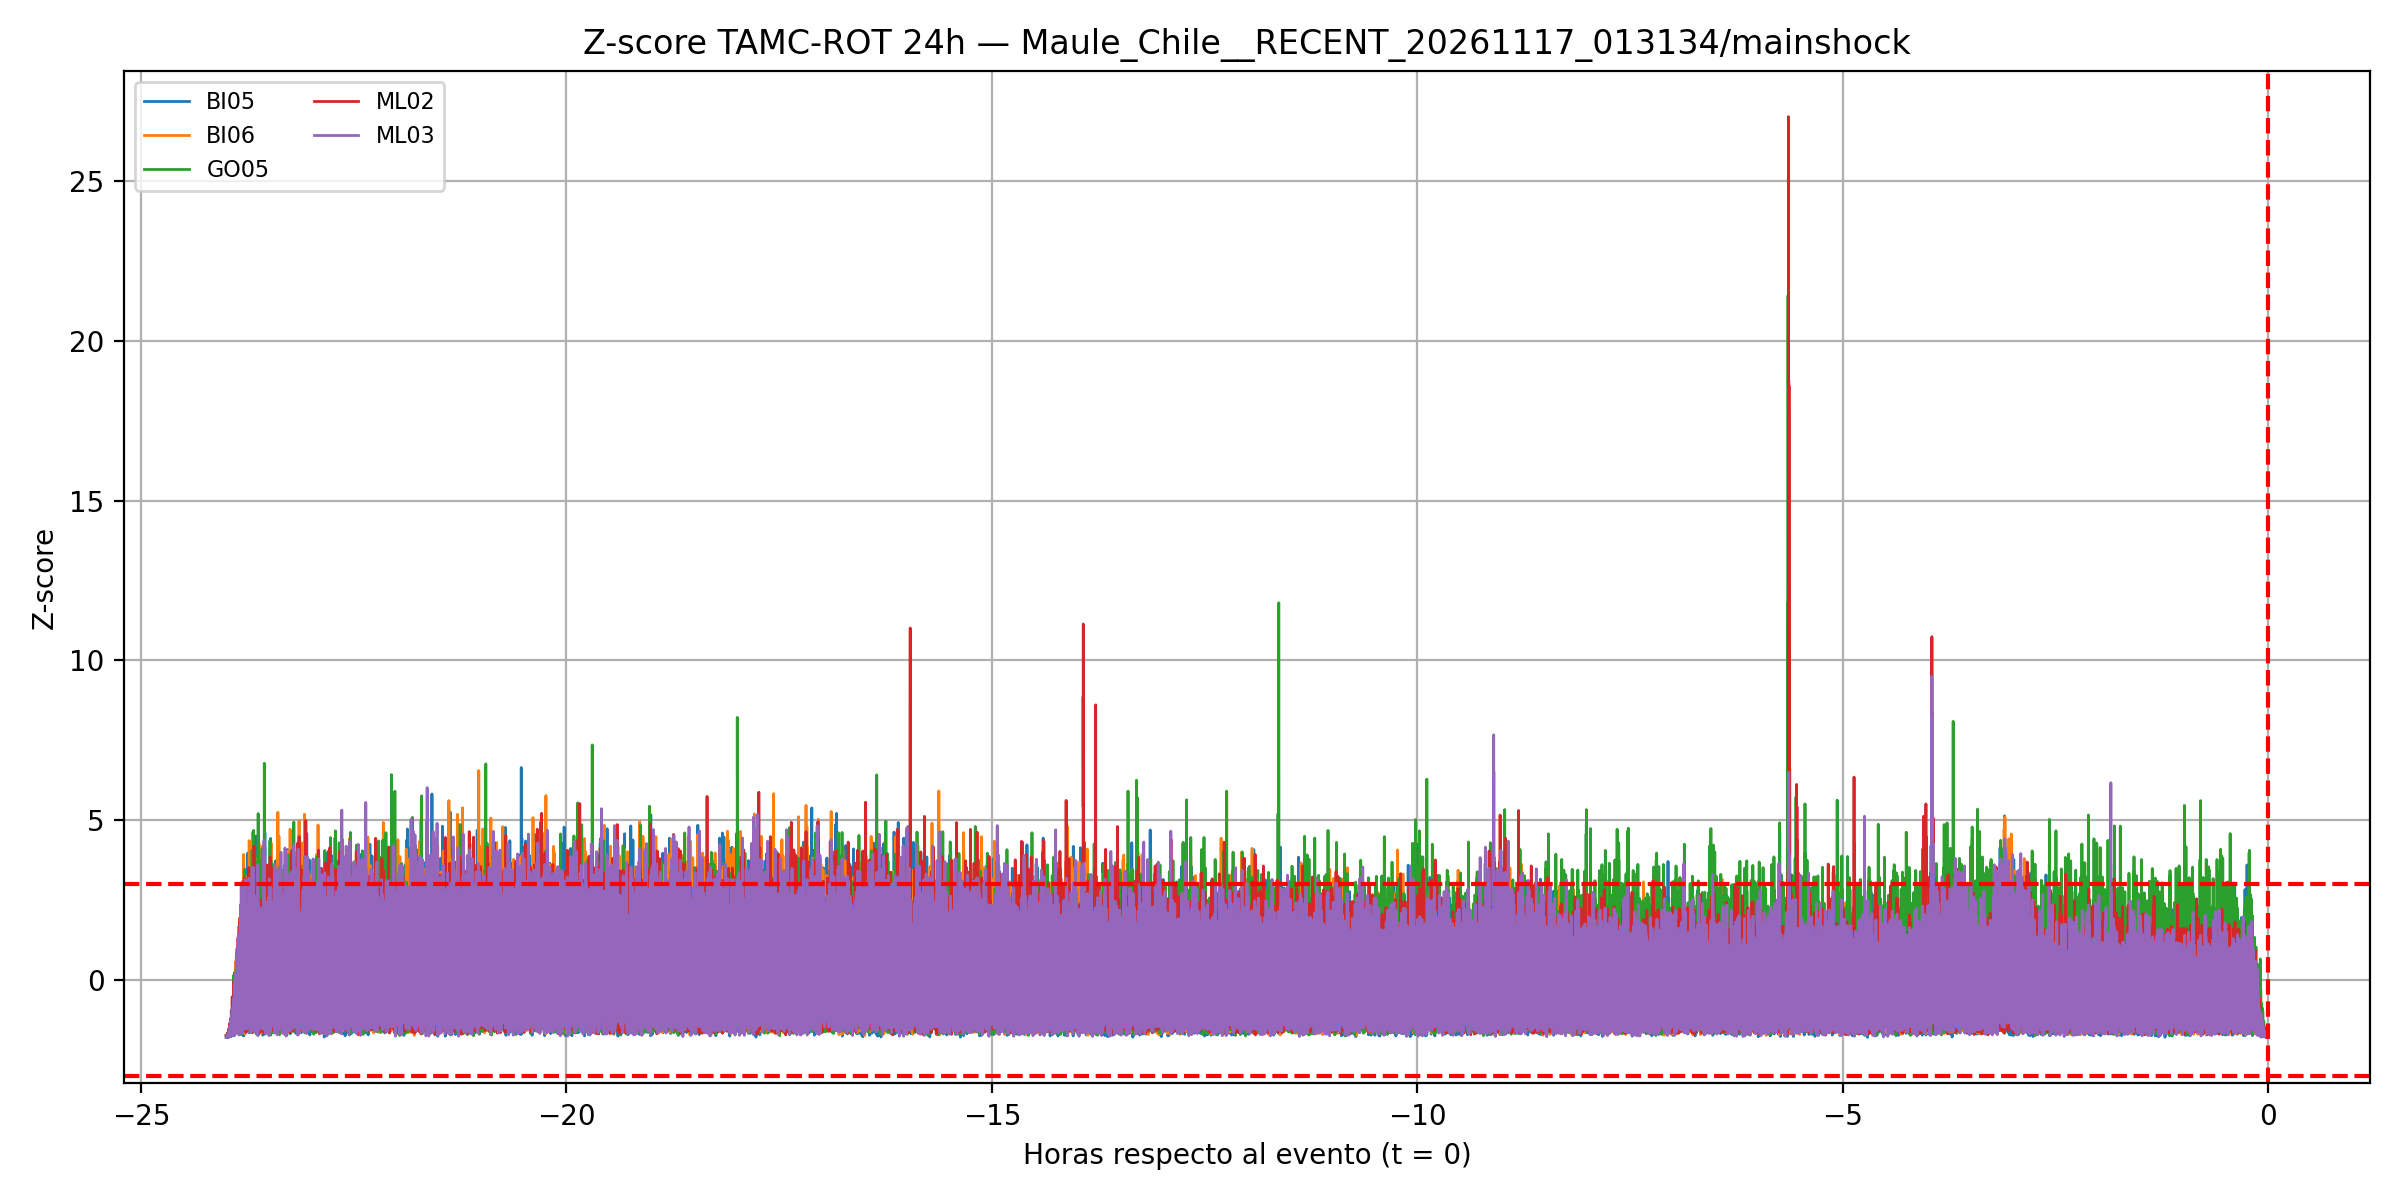 Z-score TAMC-ROT 24h — Maule_Chile__RECENT_20261117_013134/mainshock
BI05
BI06
GO05
ML02
ML03
Z-score
25
20
15
10
5
0
−25
−20
−15
−10
−5
0
Horas respecto al evento (t = 0)